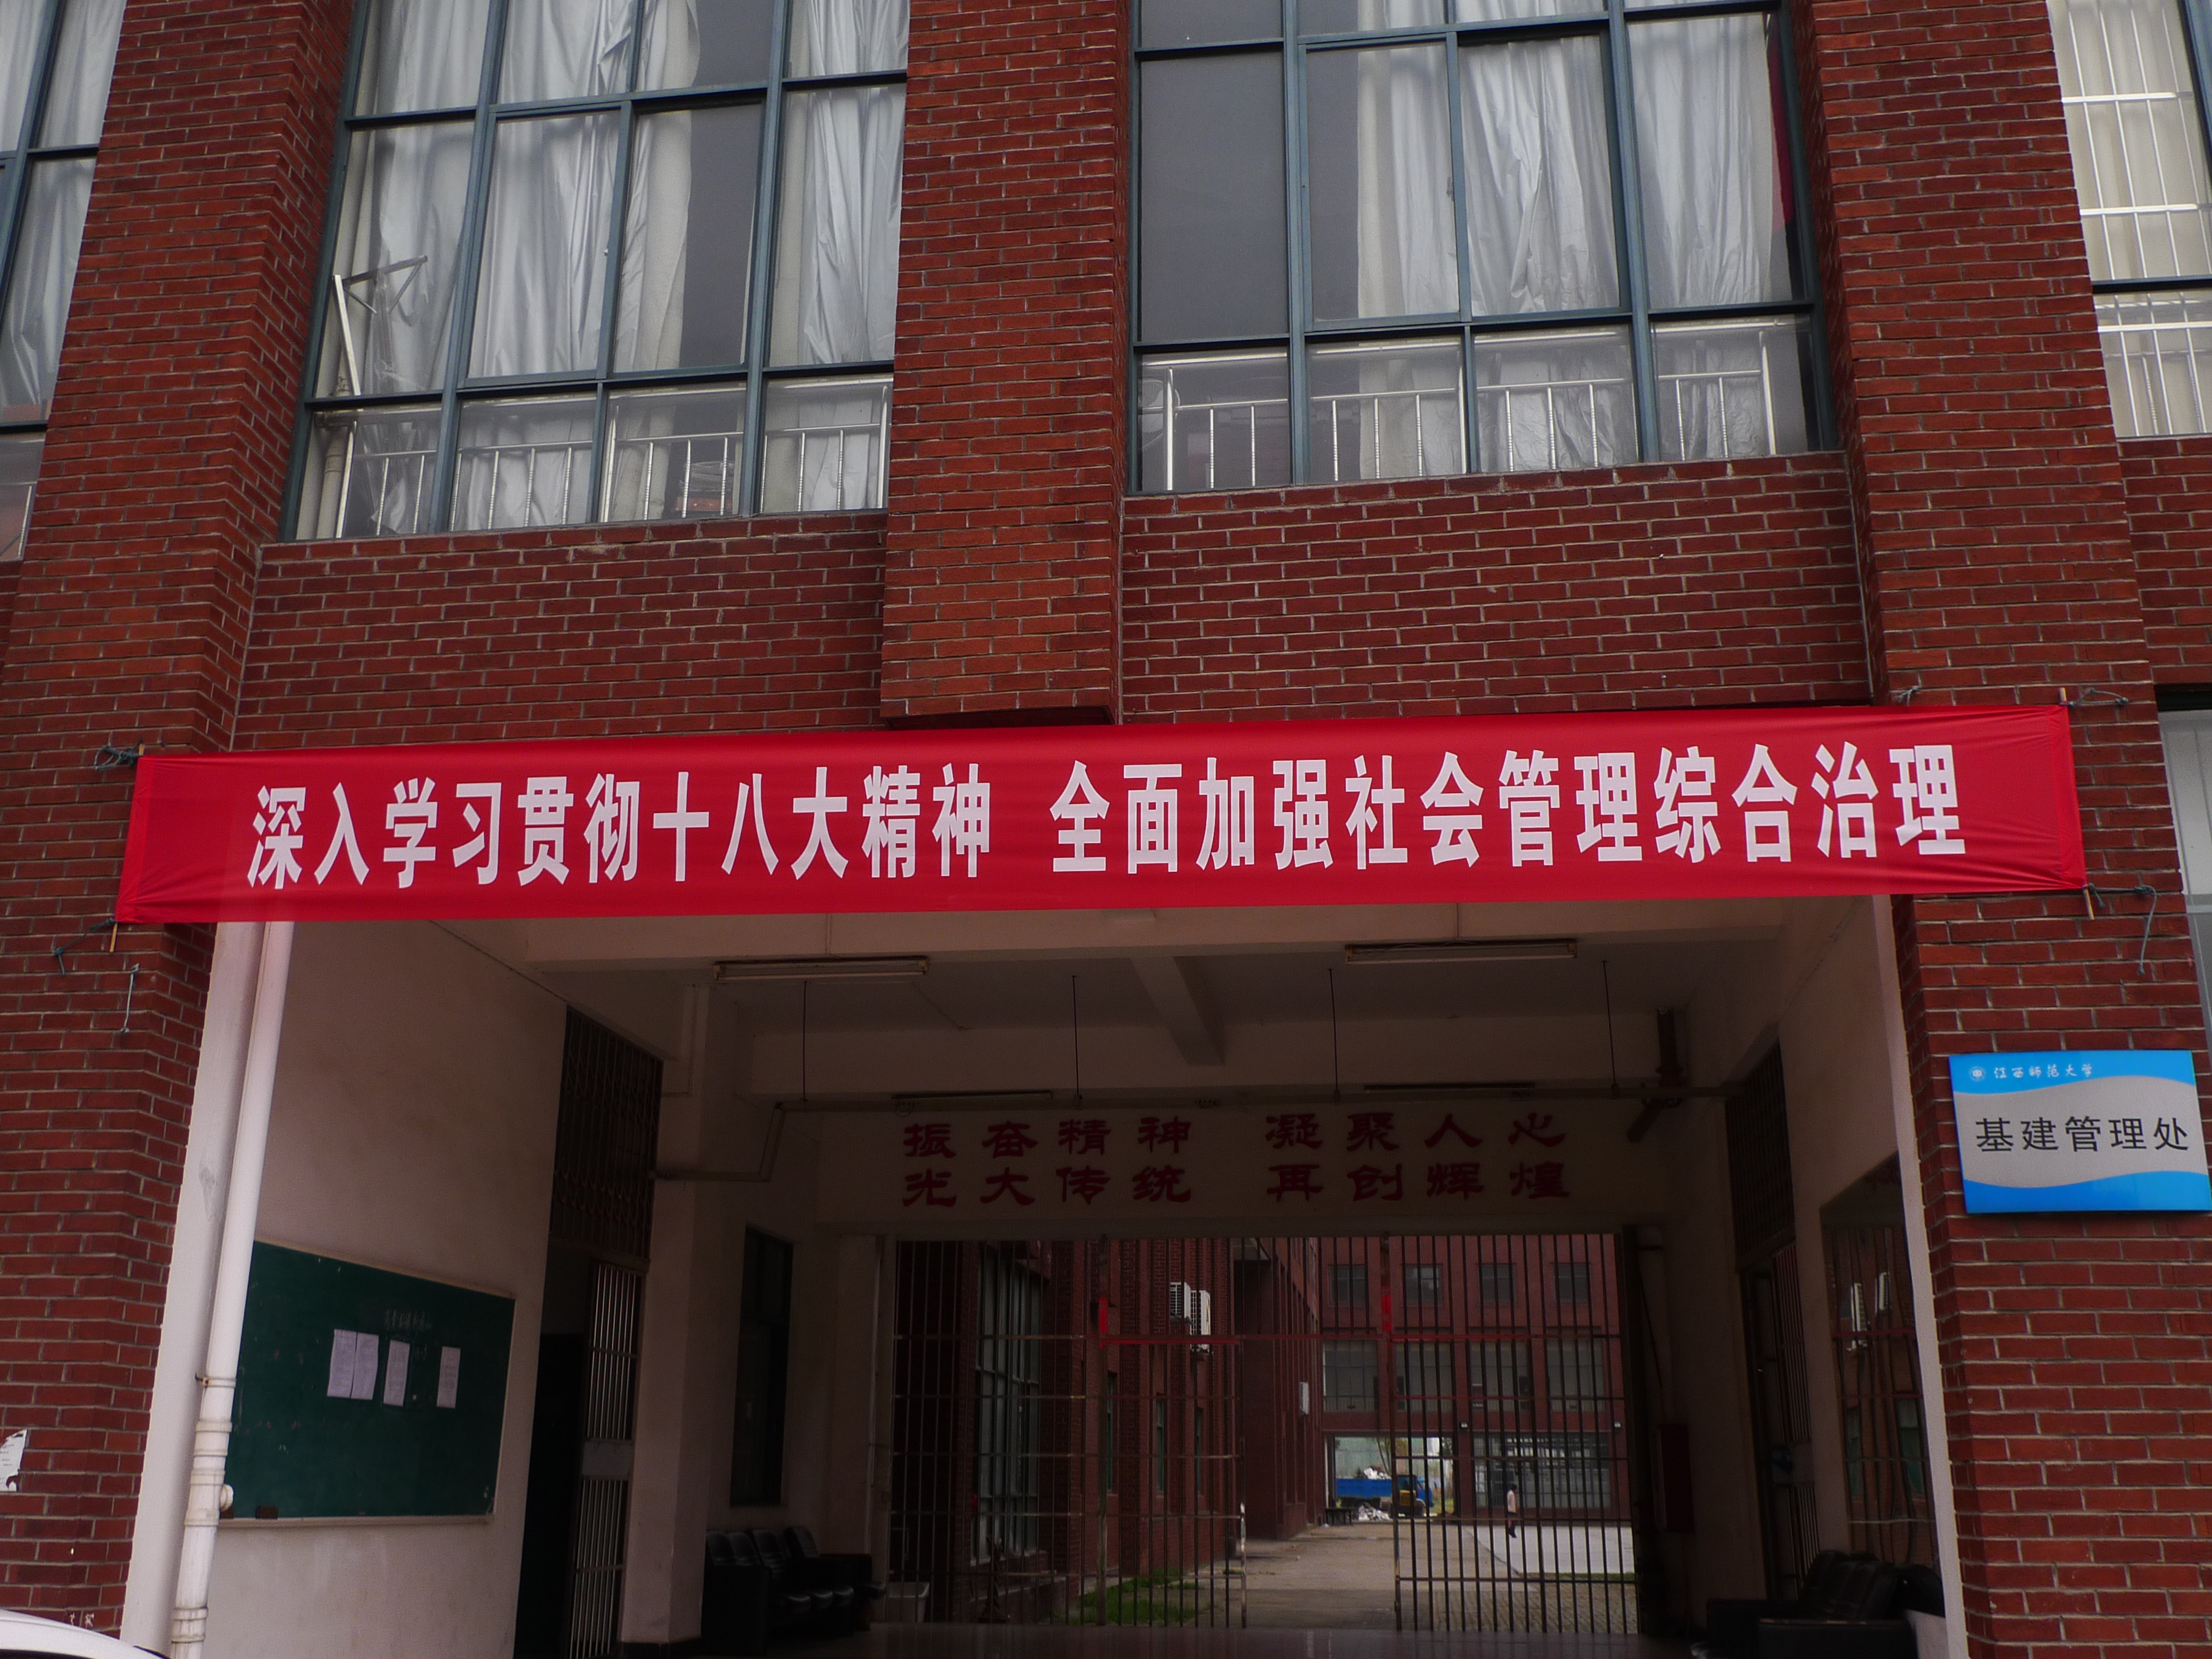 深入学习贯彻十八大精神 全面加强社会管理综合治理
江西师范大学
基建管理处
振奋精神 凝聚人心
光大传统 再创辉煌